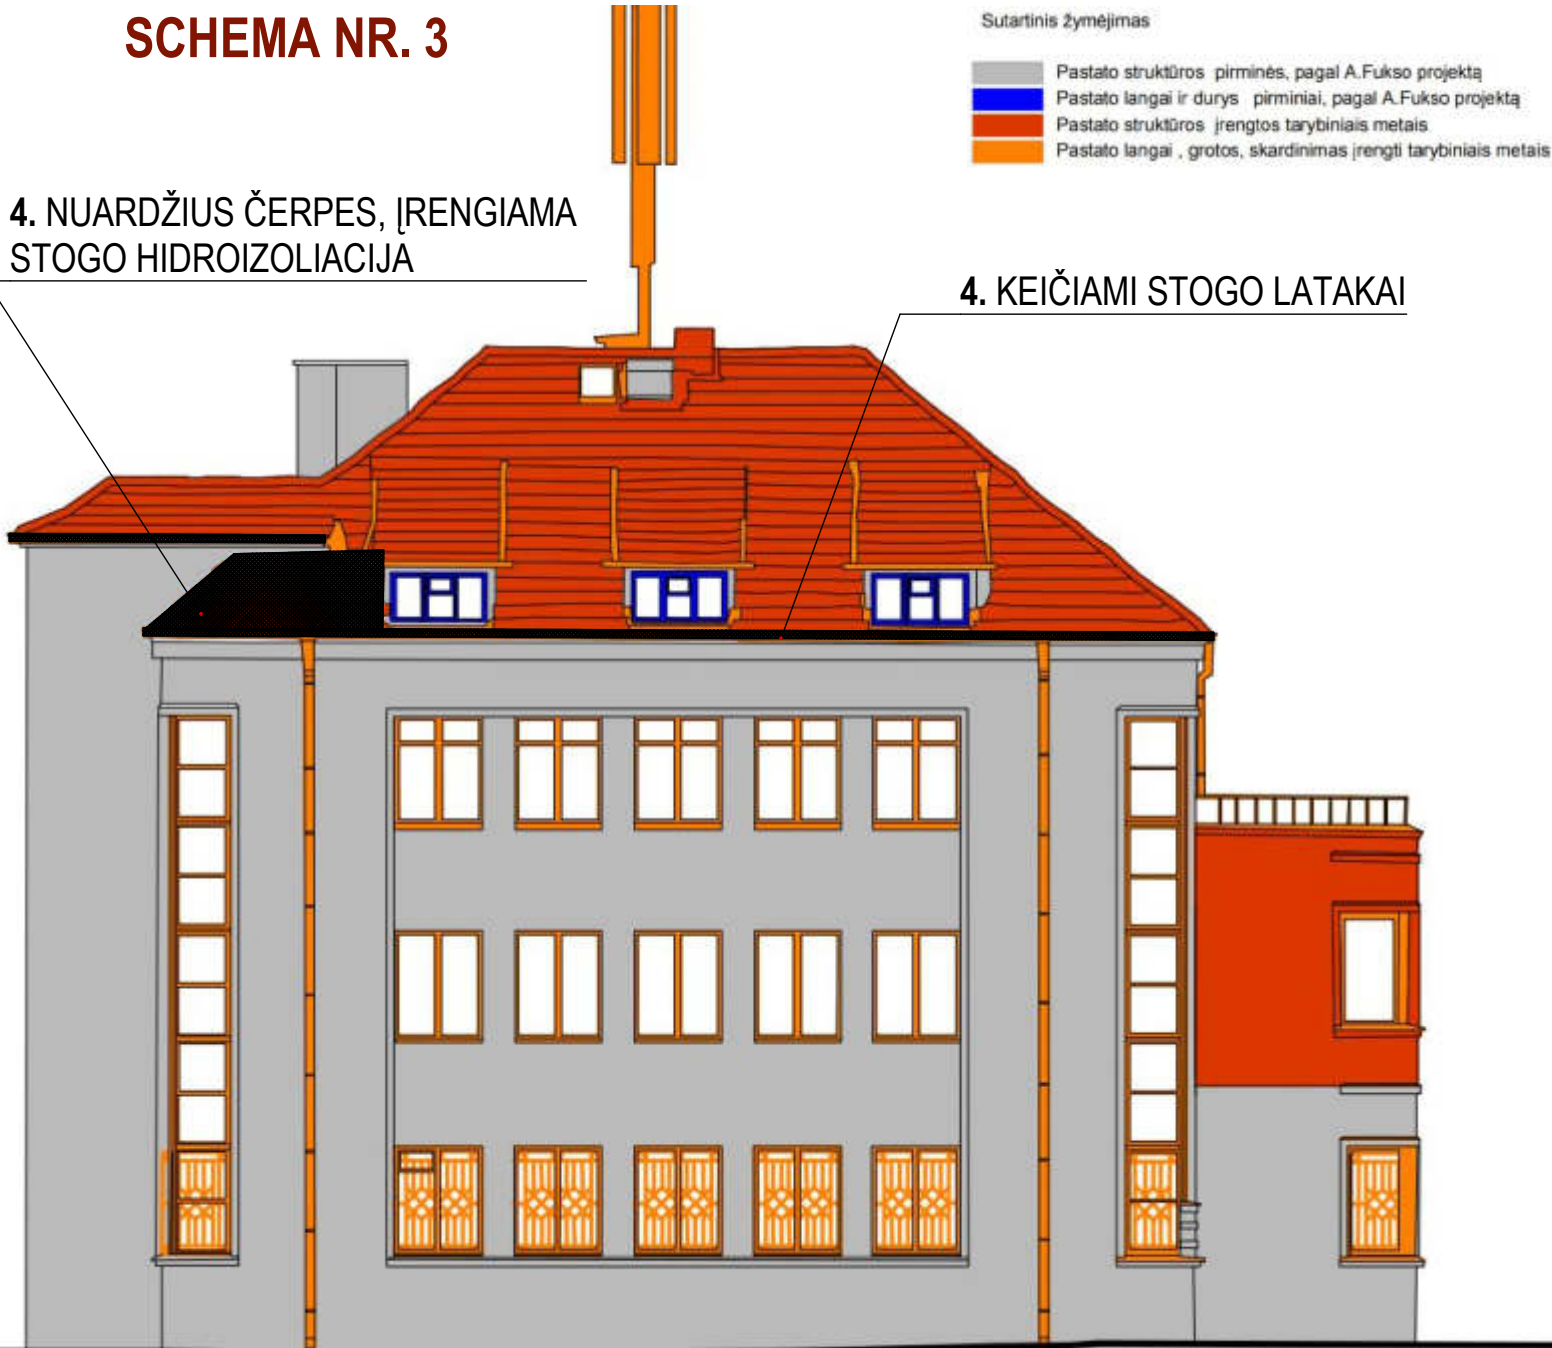 SCHEMA NR. 3
Sutartinis žymėjimas
Pastato struktūros pirminės, pagal A.Fukso projektą
Pastato langai ir durys pirminiai, pagal A.Fukso projektą
Pastato struktūros įrengtos tarybiniais metais
Pastato langai , grotos, skardinimas įrengti tarybiniais metais
4. NUARDŽIUS ČERPES, ĮRENGIAMA
STOGO HIDROIZOLIACIJA
4. KEIČIAMI STOGO LATAKAI